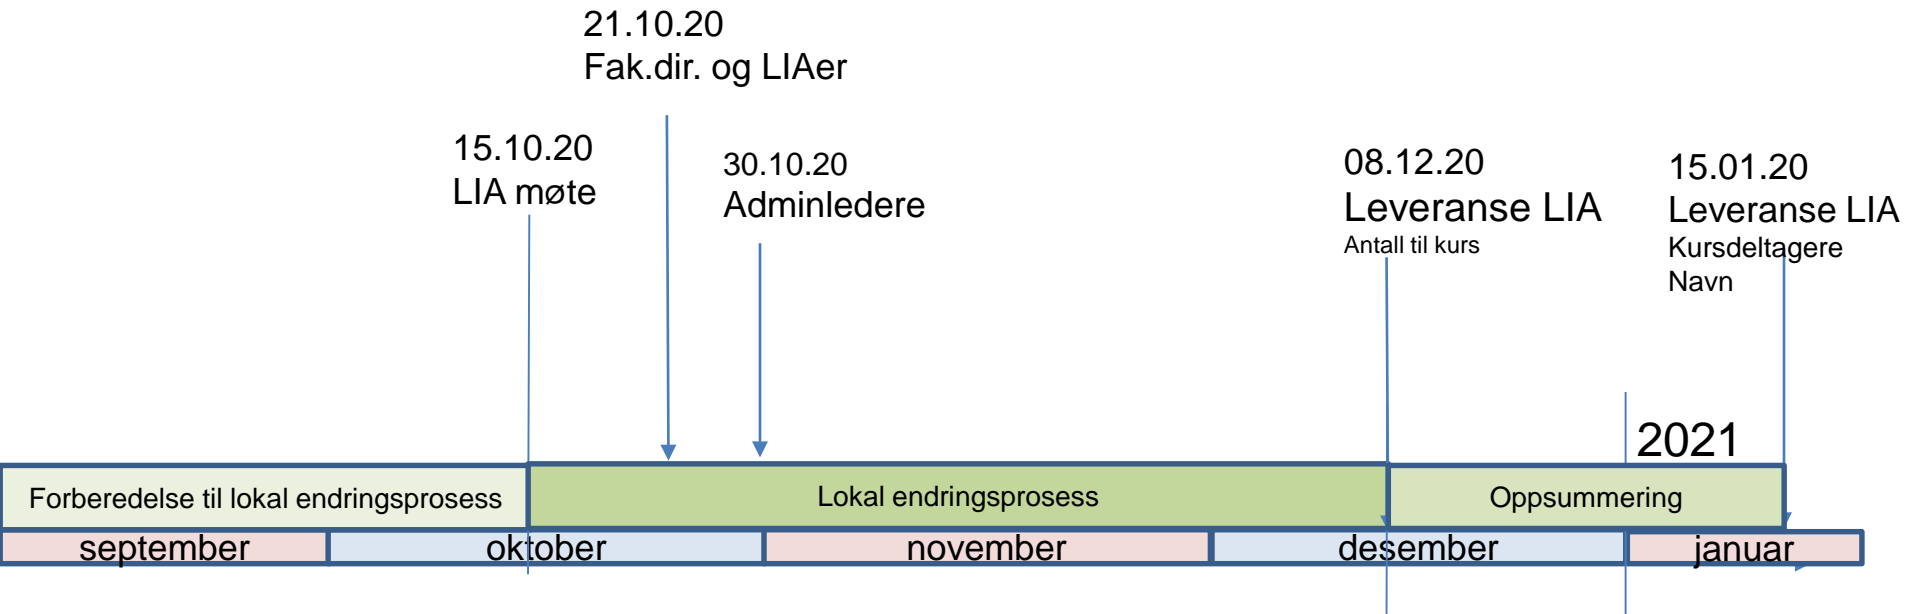 21.10.20
Fak.dir. og LIAer
15.10.20
LIA møte
30.10.20
Adminledere
08.12.20
Leveranse LIA
Antall til kurs
15.01.20
Leveranse LIA
Kursdeltagere
Navn
2021
Forberedelse til lokal endringsprosess
Lokal endringsprosess
Oppsummering
september
oktober
november
desember
januar